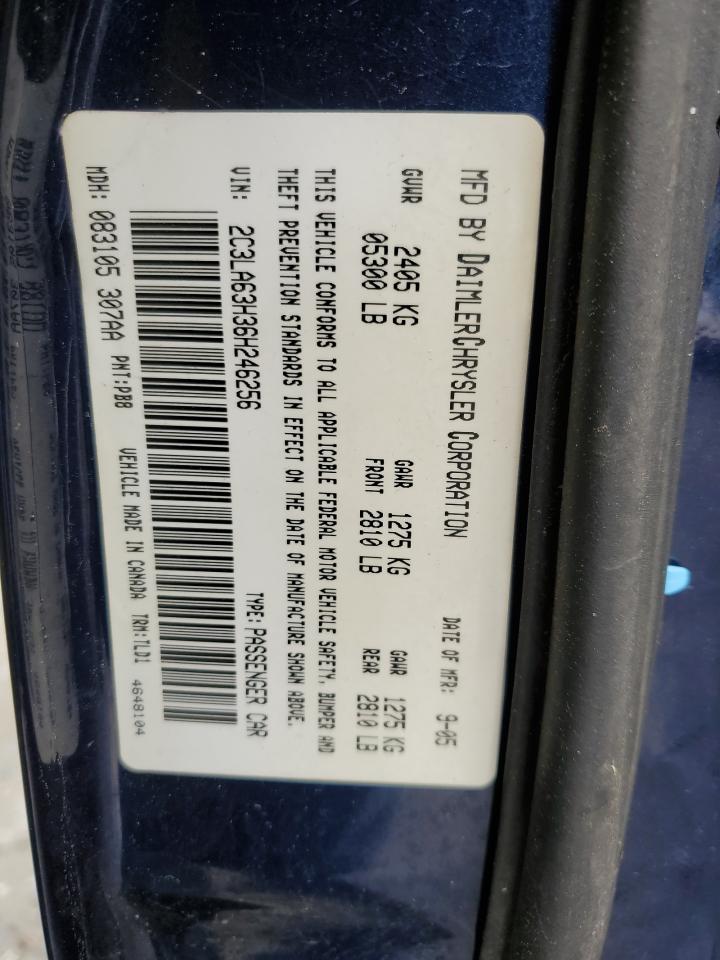 MFD BY DAIMLERCHRYSLER CORPORATION DATE OF MFR: 9-05
GVWR 2405 KG GAWR 1275 KG GAWR 1275 KG
05300 LB FRONT 2810 LB REAR 2810 LB
THIS VEHICLE CONFORMS TO ALL APPLICABLE FEDERAL MOTOR VEHICLE SAFETY, BUMPER AND
THEFT PREVENTION STANDARDS IN EFFECT ON THE DATE OF MANUFACTURE SHOWN ABOVE.
VIN: 2C3LA63H36H246256 TYPE: PASSENGER CAR
MDH: 083105 307AA PNT:PB8 VEHICLE MADE IN CANADA TRM:TLD1 4648104